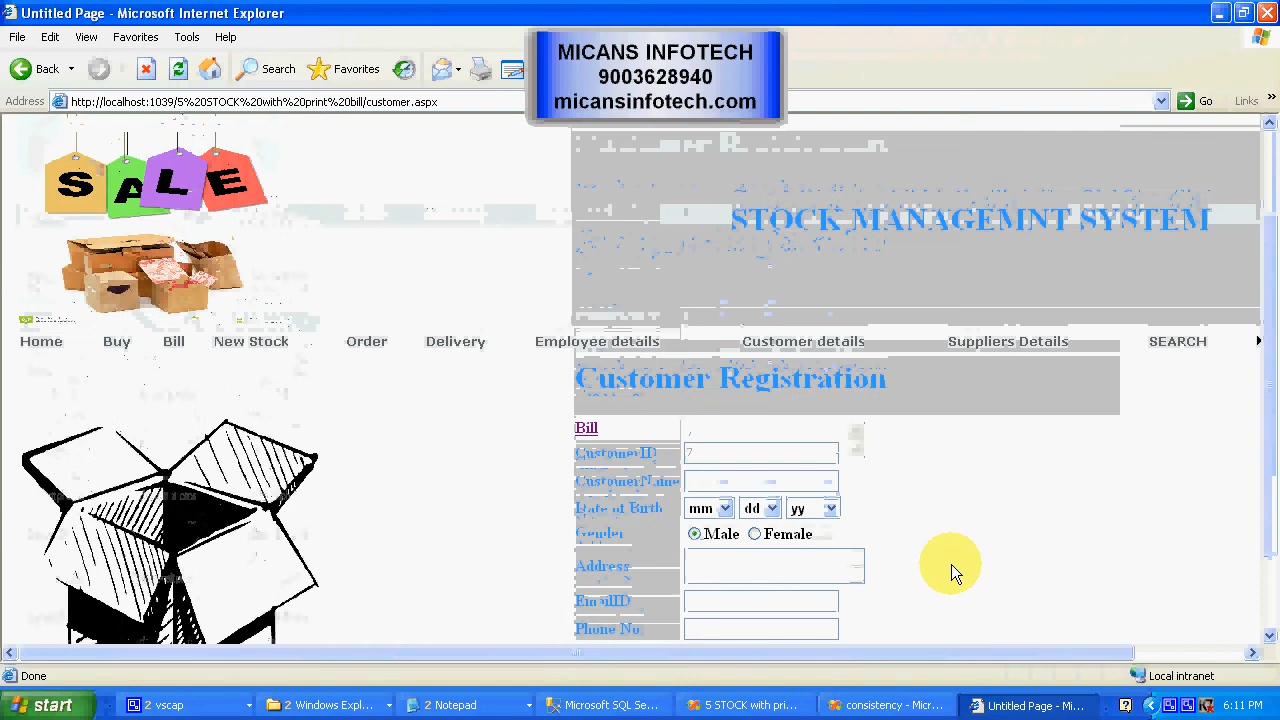 Untitled Page - Microsoft Internet Explorer
File Edit View Favorites Tools Help
MICANS INFOTECH
9003628940
micansinfotech.com
Back Search Favorites
Address http://localhost:1039/5%20STOCK%20with%20print%20bill/customer.aspx Go Links »
SALE
STOCK MANAGEMNT SYSTEM
Home Buy Bill New Stock Order Delivery Employee details Customer details Suppliers Details SEARCH
Customer Registration
Bill
CustomerID 7
CustomerName
Date of Birth mm dd yy
Gender Male Female
Address
EmailID
Phone No
Done Local intranet
start 2 vscap 2 Windows Expl... 2 Notepad Microsoft SQL Se... 5 STOCK with pri... consistency - Micr... Untitled Page - Mi... 6:11 PM